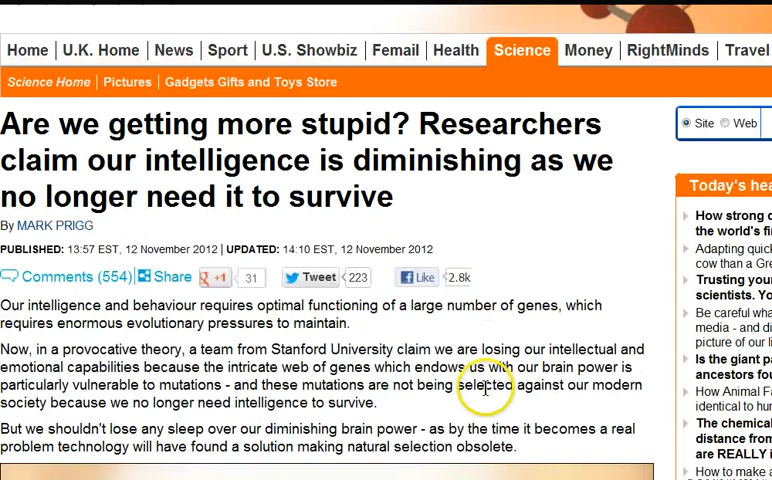 Home U.K. Home News Sport U.S. Showbiz Femail Health Science Money RightMinds Travel
Science Home Pictures Gadgets Gifts and Toys Store
Are we getting more stupid? Researchers
claim our intelligence is diminishing as we
no longer need it to survive
By MARK PRIGG
PUBLISHED: 13:57 EST, 12 November 2012 | UPDATED: 14:10 EST, 12 November 2012
Comments (554) Share +1 31 Tweet 223 Like 2.8k
Our intelligence and behaviour requires optimal functioning of a large number of genes, which
requires enormous evolutionary pressures to maintain.
Now, in a provocative theory, a team from Stanford University claim we are losing our intellectual and
emotional capabilities because the intricate web of genes which endows us with our brain power is
particularly vulnerable to mutations - and these mutations are not being selected against our modern
society because we no longer need intelligence to survive.
But we shouldn't lose any sleep over our diminishing brain power - as by the time it becomes a real
problem technology will have found a solution making natural selection obsolete.
Site Web
Today's hea
How strong c
the world's fi
Adapting quic
cow than a Gre
Trusting your
scientists. Yo
Be careful wha
media - and di
picture of our li
Is the giant pa
ancestors fou
How Animal Fa
identical to hur
The chemical
distance from
are REALLY i
How to make a